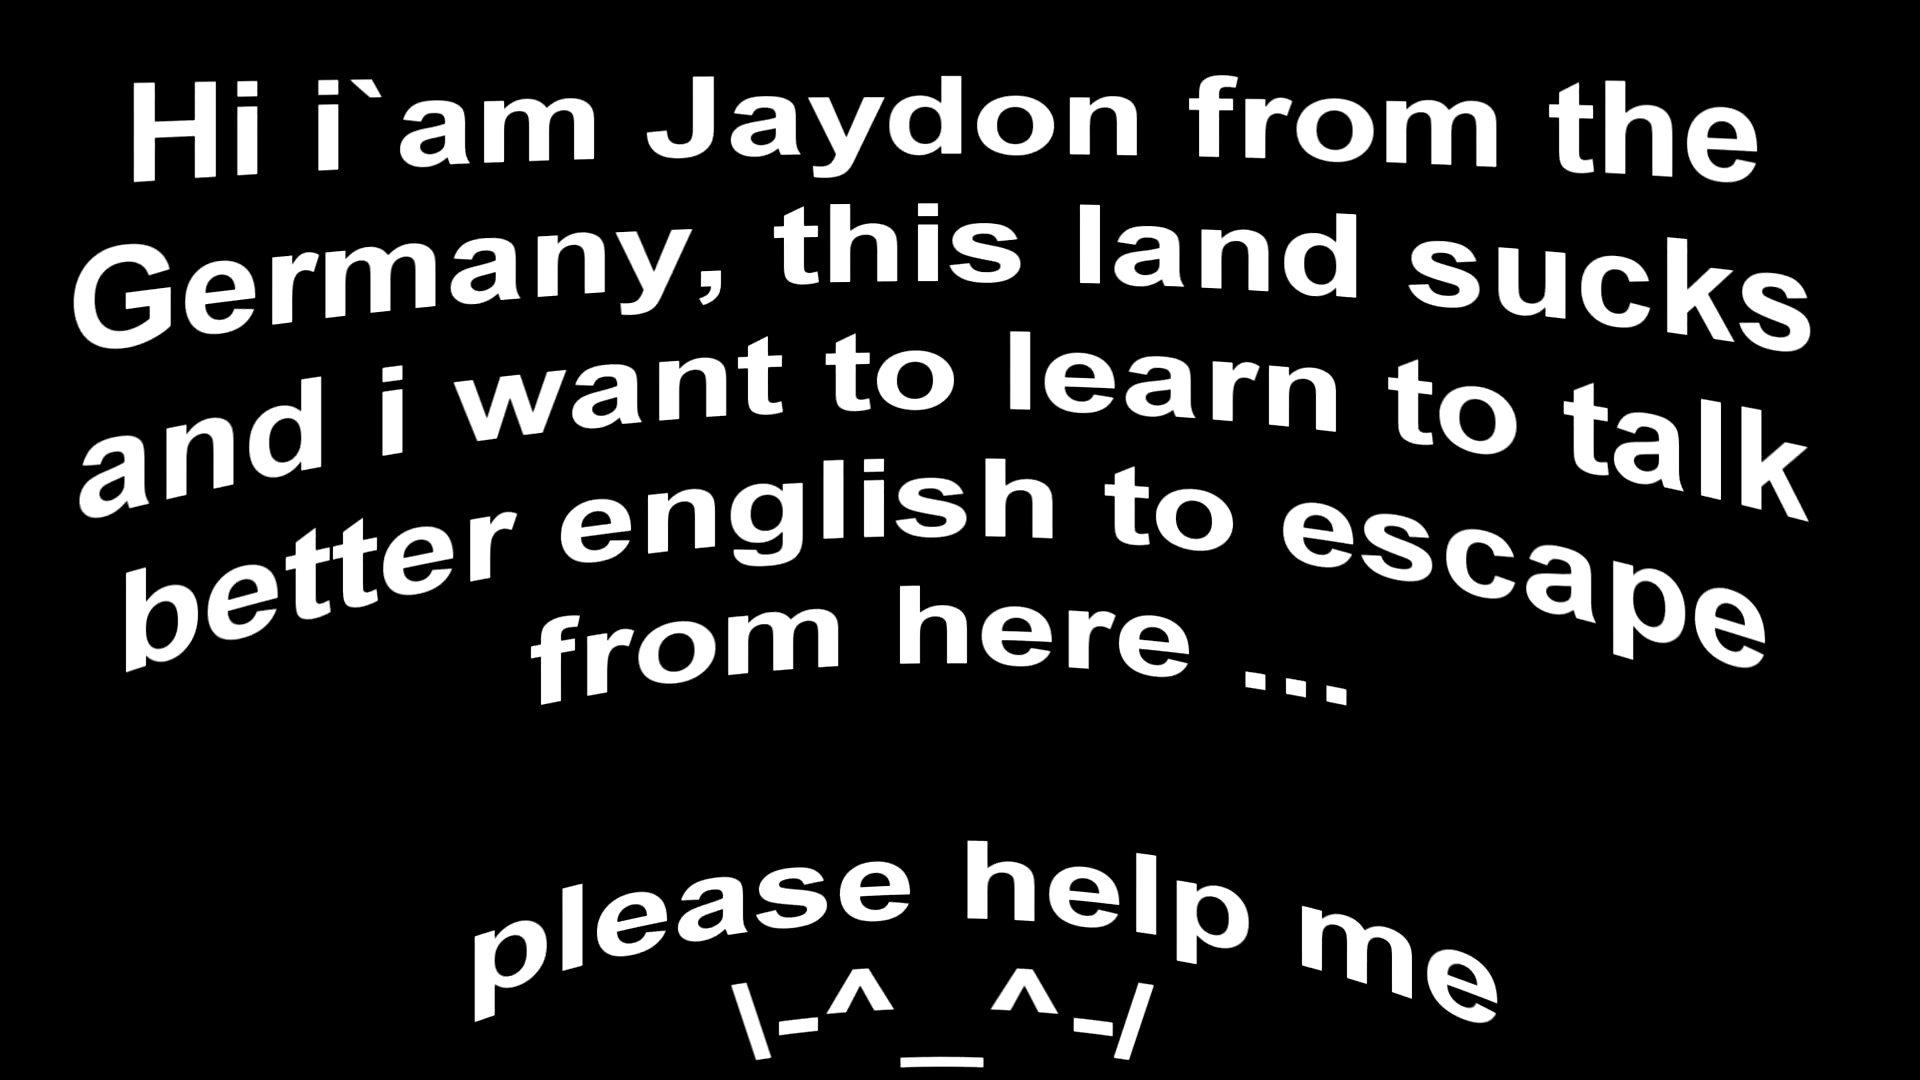 Hi i`am Jaydon from the
Germany, this land sucks
and i want to learn to talk
better english to escape
from here ...
please help me
\-^_^-/